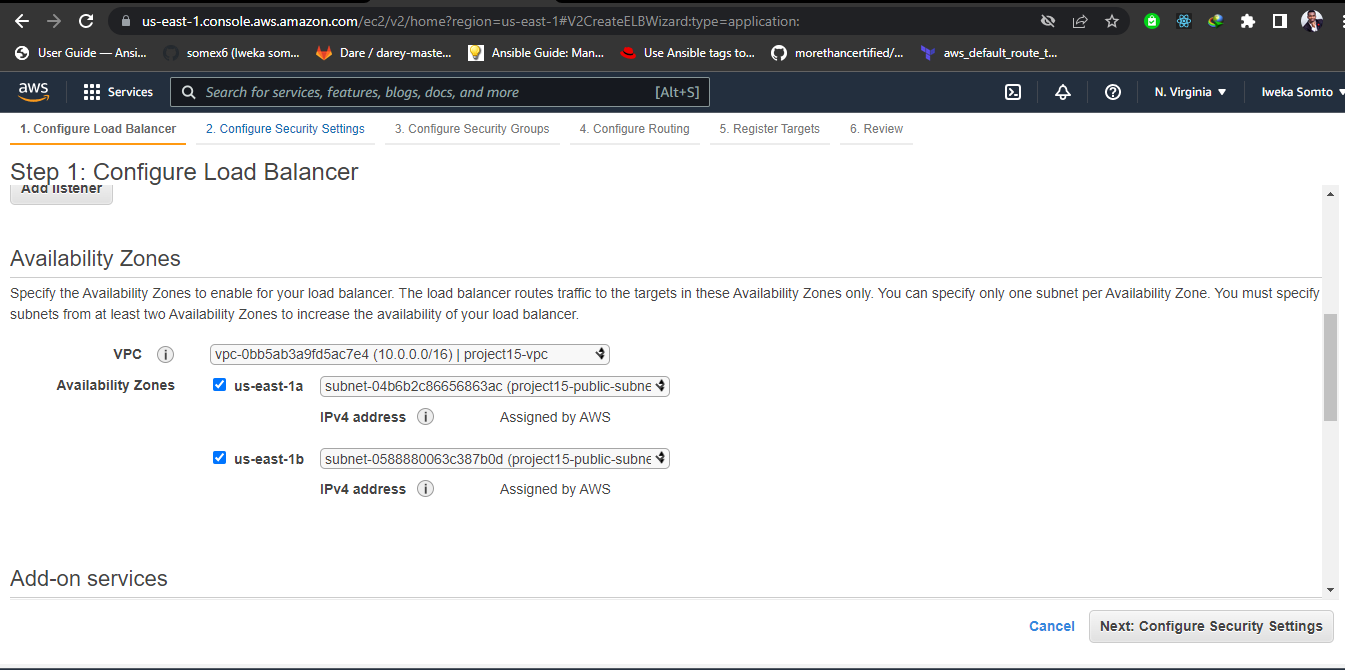 us-east-1.console.aws.amazon.com/ec2/v2/home?region=us-east-1#V2CreateELBWizard:type=application:
User Guide — Ansi... somex6 (Iweka som... Dare / darey-maste... Ansible Guide: Man... Use Ansible tags to... morethancertified/... aws_default_route_t...
aws Services Search for services, features, blogs, docs, and more [Alt+S] N. Virginia ▼ Iweka Somto
1. Configure Load Balancer 2. Configure Security Settings 3. Configure Security Groups 4. Configure Routing 5. Register Targets 6. Review
Step 1: Configure Load Balancer
Add listener
Availability Zones
Specify the Availability Zones to enable for your load balancer. The load balancer routes traffic to the targets in these Availability Zones only. You can specify only one subnet per Availability Zone. You must specify
subnets from at least two Availability Zones to increase the availability of your load balancer.
VPC i vpc-0bb5ab3a9fd5ac7e4 (10.0.0.0/16) | project15-vpc
Availability Zones us-east-1a subnet-04b6b2c86656863ac (project15-public-subne
IPv4 address i Assigned by AWS
us-east-1b subnet-0588880063c387b0d (project15-public-subne
IPv4 address i Assigned by AWS
Add-on services
Cancel Next: Configure Security Settings